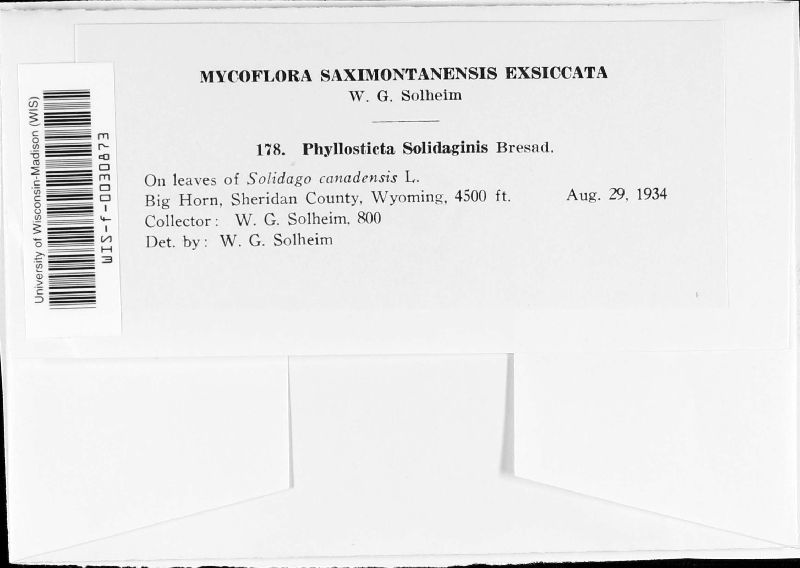 MYCOFLORA SAXIMONTANENSIS EXSICCATA
W. G. Solheim
178. Phyllosticta Solidaginis Bresad.
On leaves of Solidago canadensis L.
Big Horn, Sheridan County, Wyoming, 4500 ft. Aug. 29, 1934
Collector: W. G. Solheim, 800
Det. by: W. G. Solheim
University of Wisconsin-Madison (WIS)
WIS-f-0030873